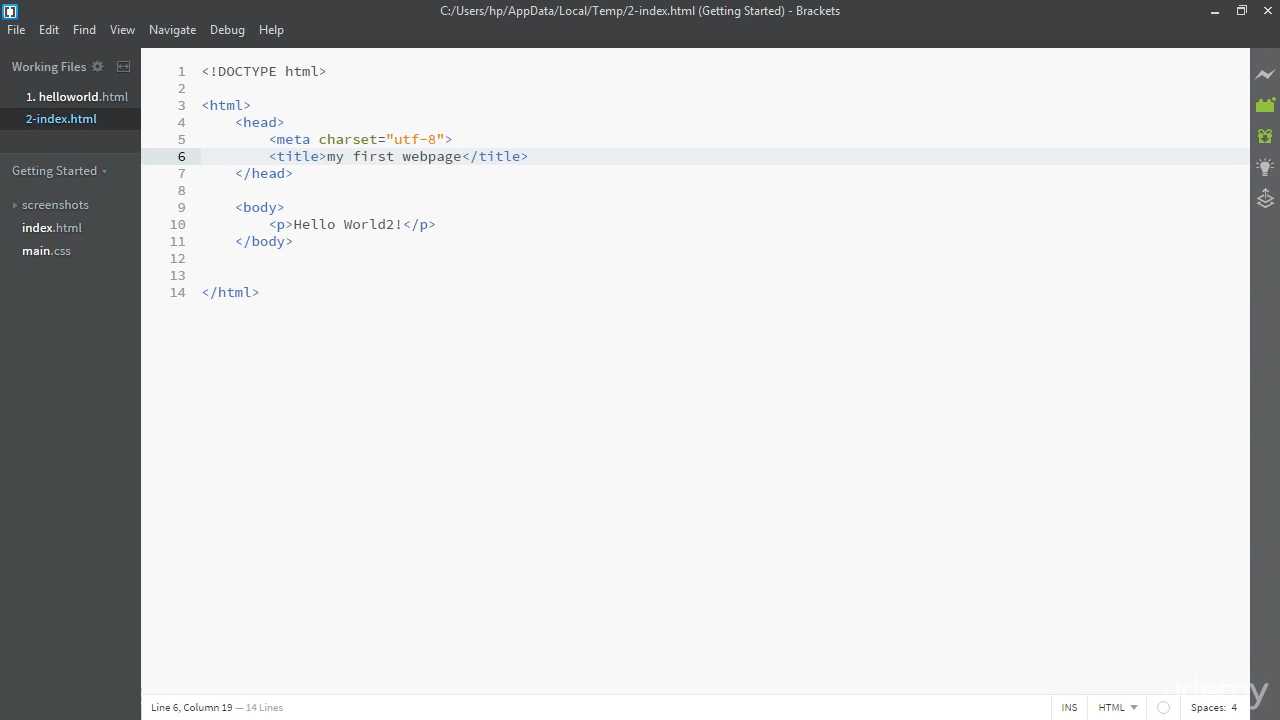 C:/Users/hp/AppData/Local/Temp/2-index.html (Getting Started) - Brackets
File Edit Find View Navigate Debug Help
Working Files
1. helloworld.html
2-index.html
Getting Started
screenshots
index.html
main.css
1 <!DOCTYPE html>
2
3 <html>
4 <head>
5 <meta charset="utf-8">
6 <title>my first webpage</title>
7 </head>
8
9 <body>
10 <p>Hello World2!</p>
11 </body>
12
13
14 </html>
Line 6, Column 19 — 14 Lines
INS HTML Spaces: 4
udemy